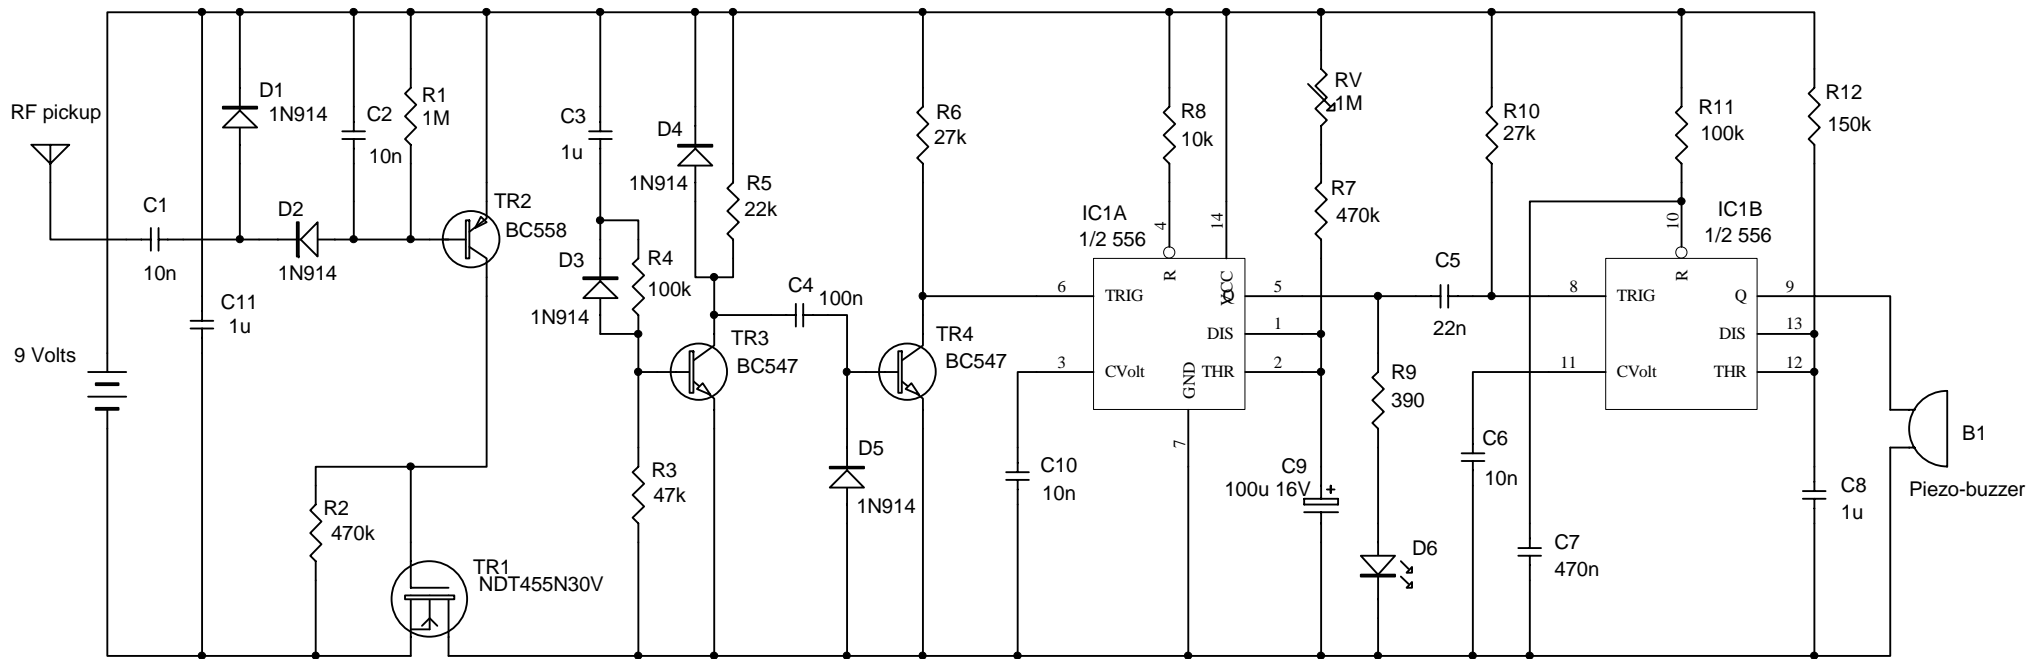 RF pickup
9 Volts
C1
10n
C11
1u
D1
1N914
D2
1N914
C2
10n
R1
1M
TR2
BC558
R2
470k
TR1
NDT455N30V
C3
1u
D3
1N914
R4
100k
R3
47k
D4
1N914
R5
22k
TR3
BC547
C4
100n
D5
1N914
TR4
BC547
R6
27k
C10
10n
IC1A
1/2 556
R8
10k
4
14
R
VCC
6
TRIG
Q
5
DIS
1
3
CVolt
THR
2
GND
7
RV
1M
R7
470k
C9
100u 16V
+
R9
390
D6
C5
22n
R10
27k
C6
10n
C7
470n
R11
100k
IC1B
1/2 556
10
R
8
TRIG
Q
9
DIS
13
11
CVolt
THR
12
R12
150k
C8
1u
B1
Piezo-buzzer